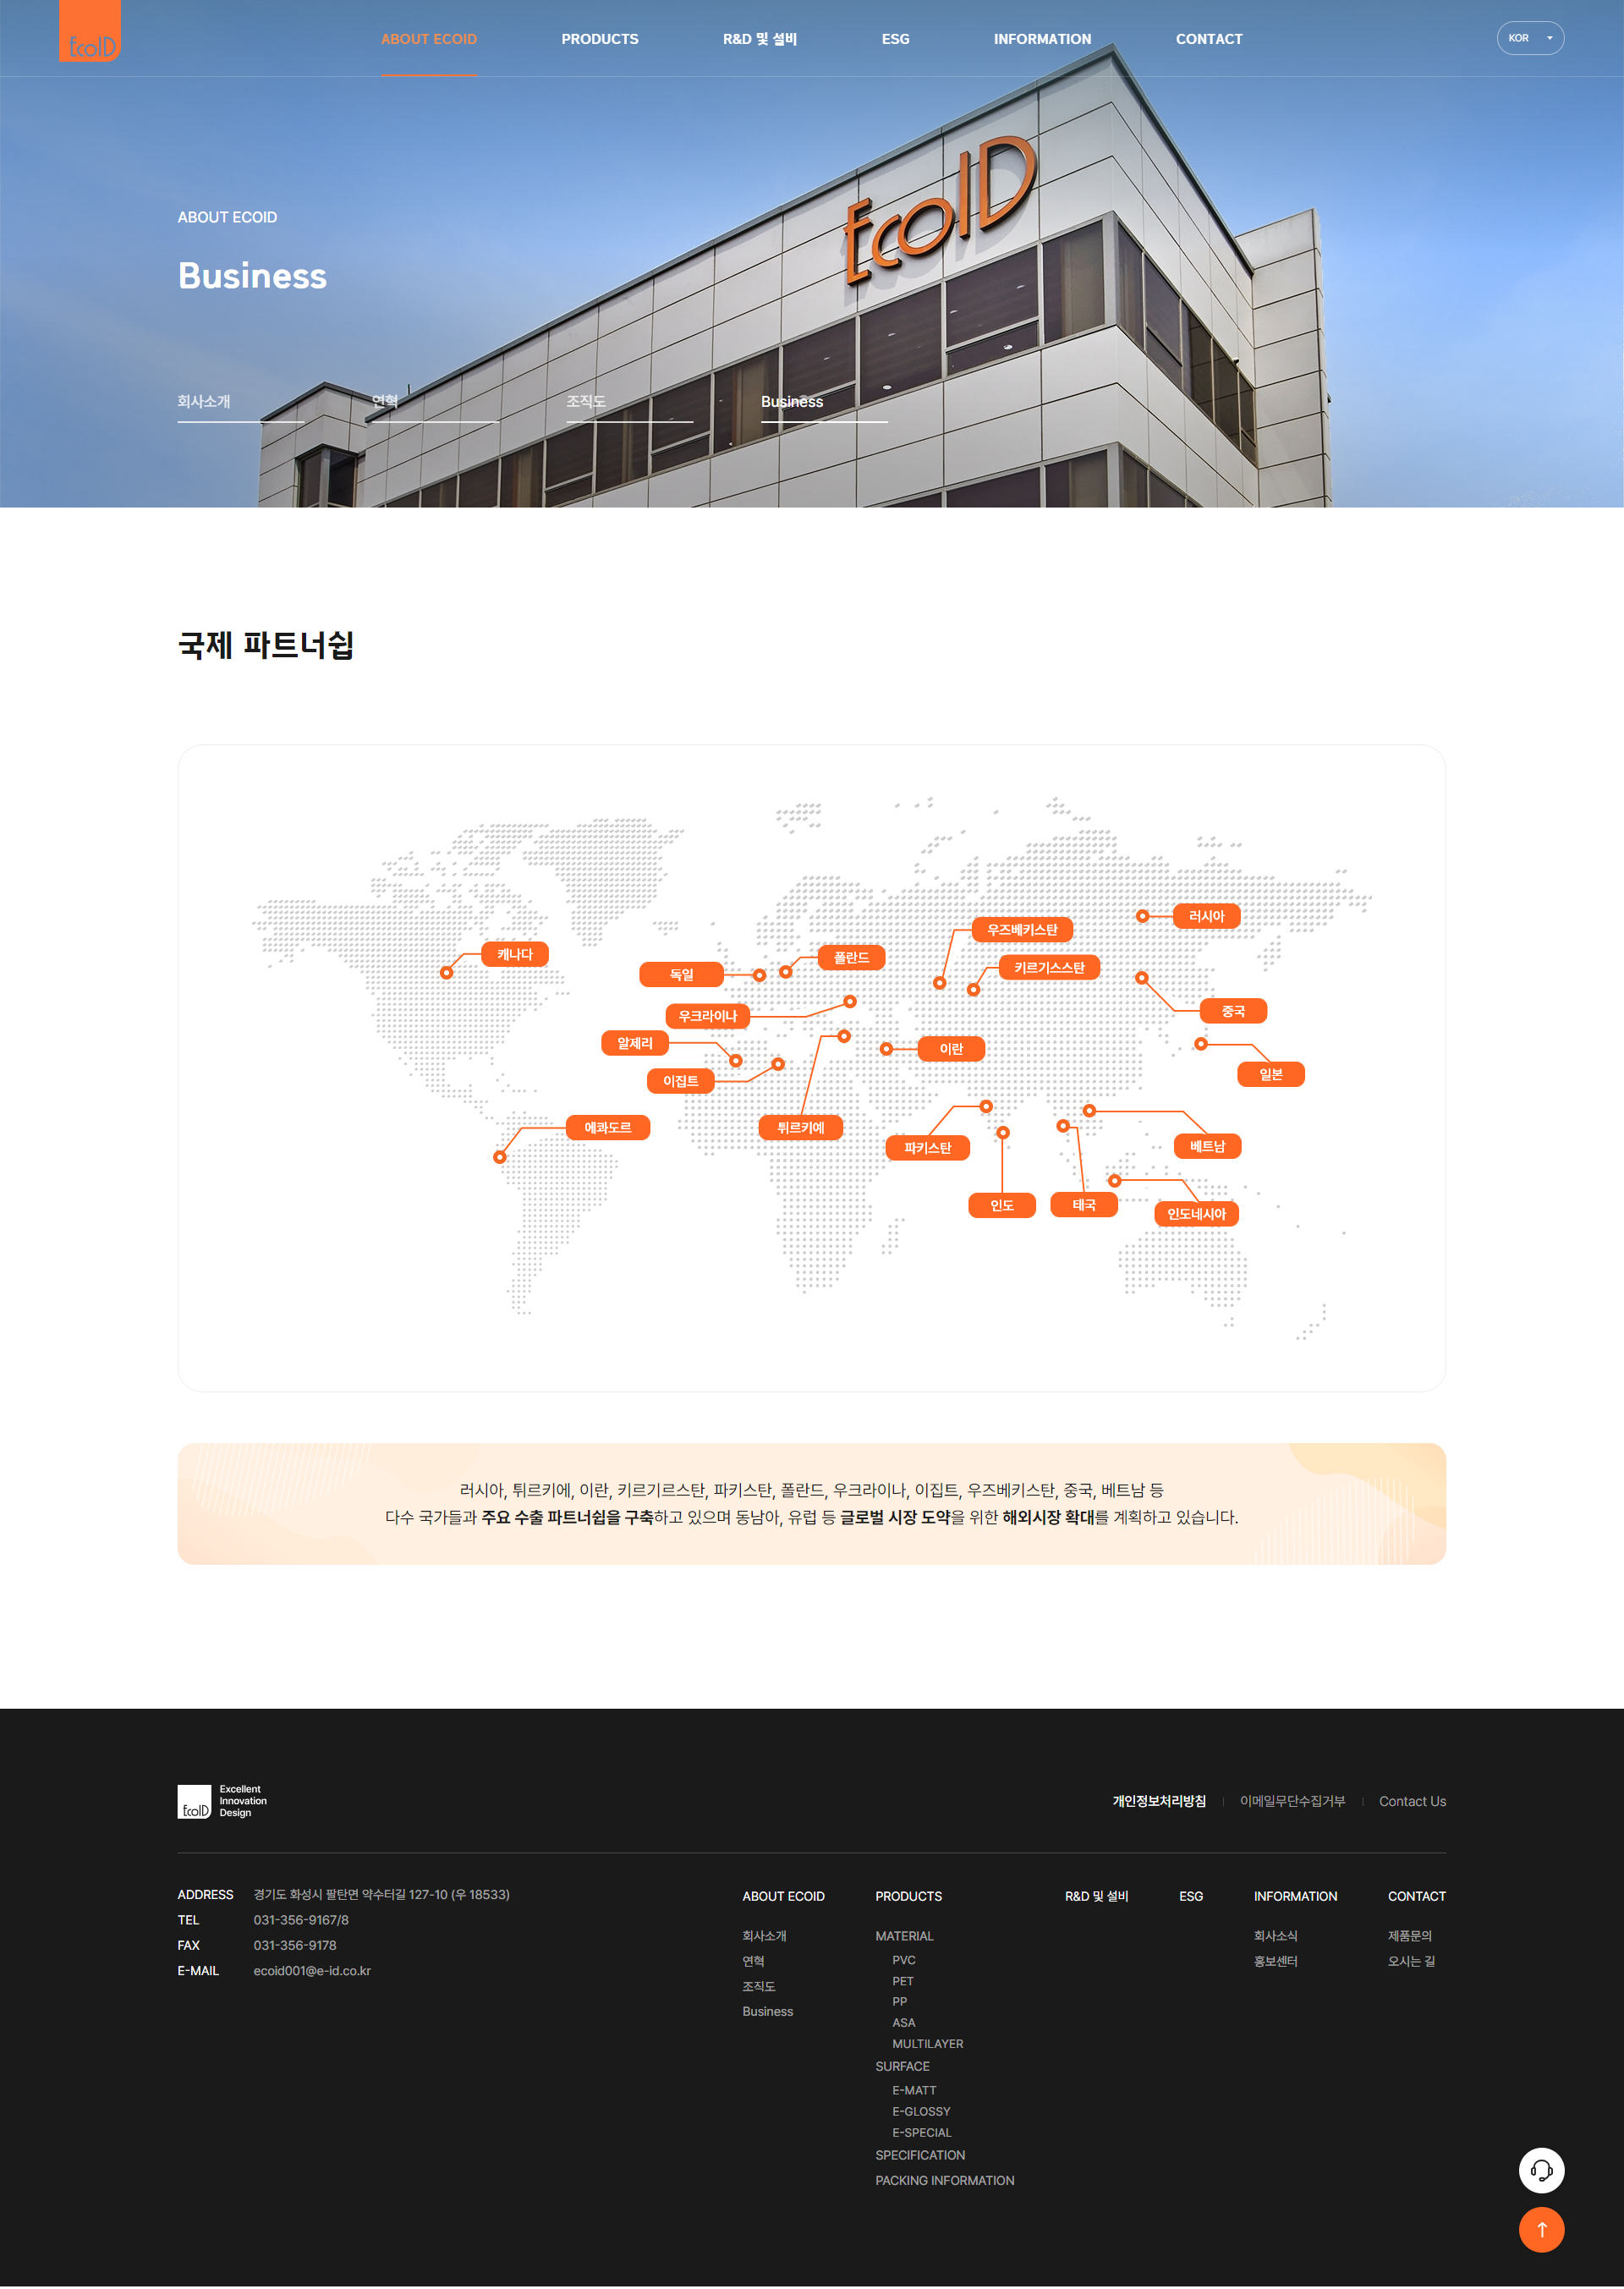 EcoID
ABOUT ECOID
PRODUCTS
R&D 및 설비
ESG
INFORMATION
CONTACT
KOR
EcoID
ABOUT ECOID
Business
회사소개
연혁
조직도
Business
국제 파트너쉽
러시아
우즈베키스탄
캐나다
폴란드
키르기스스탄
독일
중국
우크라이나
알제리
이란
이집트
일본
에콰도르
튀르키예
파키스탄
베트남
인도
태국
인도네시아
러시아, 튀르키에, 이란, 키르기르스탄, 파키스탄, 폴란드, 우크라이나, 이집트, 우즈베키스탄, 중국, 베트남 등
다수 국가들과 주요 수출 파트너쉽을 구축하고 있으며 동남아, 유럽 등 글로벌 시장 도약을 위한 해외시장 확대를 계획하고 있습니다.
EcoID
Excellent
Innovation
Design
개인정보처리방침
이메일무단수집거부
Contact Us
ADDRESS 경기도 화성시 팔탄면 약수터길 127-10 (우 18533)
TEL 031-356-9167/8
FAX 031-356-9178
E-MAIL ecoid001@e-id.co.kr
ABOUT ECOID
회사소개
연혁
조직도
Business
PRODUCTS
MATERIAL
PVC
PET
PP
ASA
MULTILAYER
SURFACE
E-MATT
E-GLOSSY
E-SPECIAL
SPECIFICATION
PACKING INFORMATION
R&D 및 설비
ESG
INFORMATION
회사소식
홍보센터
CONTACT
제품문의
오시는 길